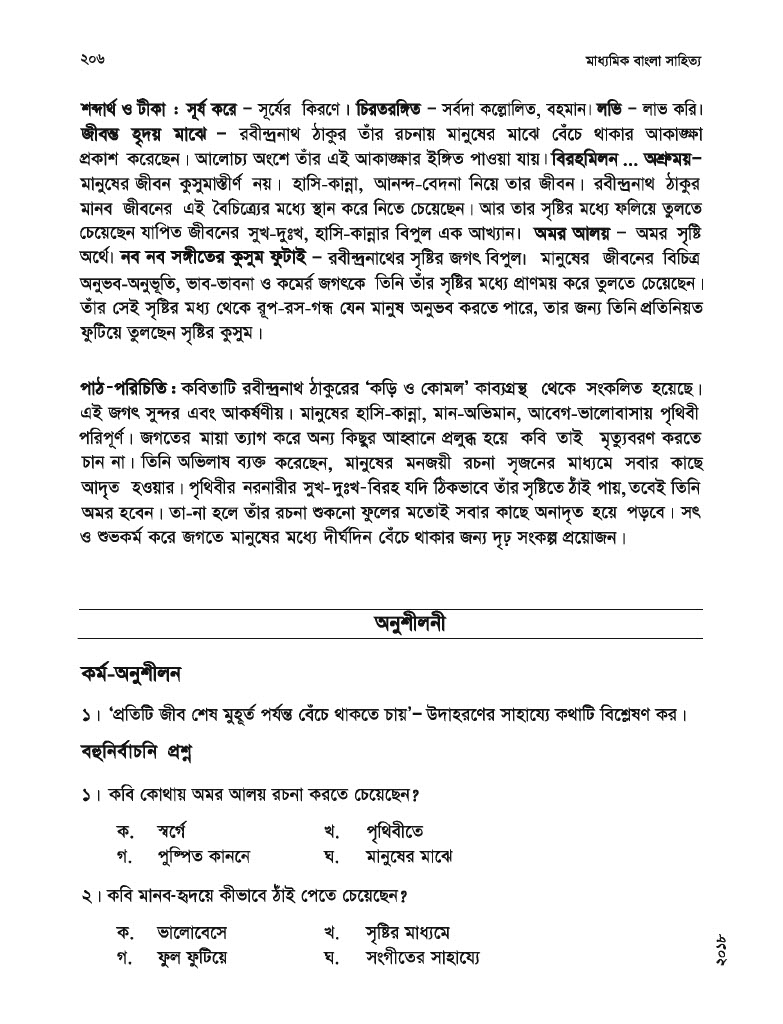 ২০৬ মাধ্যমিক বাংলা সাহিত্য
শব্দার্থ ও টীকা : সূর্য করে – সূর্যের কিরণে। চিরতরঙ্গিত – সর্বদা কল্লোলিত, বহমান। লভি – লাভ করি।
জীবন্ত হৃদয় মাঝে – রবীন্দ্রনাথ ঠাকুর তাঁর রচনায় মানুষের মাঝে বেঁচে থাকার আকাঙ্ক্ষা
প্রকাশ করেছেন। আলোচ্য অংশে তাঁর এই আকাঙ্ক্ষার ইঙ্গিত পাওয়া যায়। বিরহমিলন ... অশ্রুময়–
মানুষের জীবন কুসুমাস্তীর্ণ নয়। হাসি-কান্না, আনন্দ-বেদনা নিয়ে তার জীবন। রবীন্দ্রনাথ ঠাকুর
মানব জীবনের এই বৈচিত্র্যের মধ্যে স্থান করে নিতে চেয়েছেন। আর তার সৃষ্টির মধ্যে ফলিয়ে তুলতে
চেয়েছেন যাপিত জীবনের সুখ-দুঃখ, হাসি-কান্নার বিপুল এক আখ্যান। অমর আলয় – অমর সৃষ্টি
অর্থে। নব নব সঙ্গীতের কুসুম ফুটাই – রবীন্দ্রনাথের সৃষ্টির জগৎ বিপুল। মানুষের জীবনের বিচিত্র
অনুভব-অনুভূতি, ভাব-ভাবনা ও কমের্র জগৎকে তিনি তাঁর সৃষ্টির মধ্যে প্রাণময় করে তুলতে চেয়েছেন।
তাঁর সেই সৃষ্টির মধ্য থেকে রূপ-রস-গন্ধ যেন মানুষ অনুভব করতে পারে, তার জন্য তিনি প্রতিনিয়ত
ফুটিয়ে তুলছেন সৃষ্টির কুসুম।
পাঠ-পরিচিতি : কবিতাটি রবীন্দ্রনাথ ঠাকুরের ‘কড়ি ও কোমল’ কাব্যগ্রন্থ থেকে সংকলিত হয়েছে।
এই জগৎ সুন্দর এবং আকর্ষণীয়। মানুষের হাসি-কান্না, মান-অভিমান, আবেগ-ভালোবাসায় পৃথিবী
পরিপূর্ণ। জগতের মায়া ত্যাগ করে অন্য কিছুর আহ্বানে প্রলুব্ধ হয়ে কবি তাই মৃত্যুবরণ করতে
চান না। তিনি অভিলাষ ব্যক্ত করেছেন, মানুষের মনজয়ী রচনা সৃজনের মাধ্যমে সবার কাছে
আদৃত হওয়ার। পৃথিবীর নরনারীর সুখ-দুঃখ-বিরহ যদি ঠিকভাবে তাঁর সৃষ্টিতে ঠাঁই পায়, তবেই তিনি
অমর হবেন। তা-না হলে তাঁর রচনা শুকনো ফুলের মতোই সবার কাছে অনাদৃত হয়ে পড়বে। সৎ
ও শুভকর্ম করে জগতে মানুষের মধ্যে দীর্ঘদিন বেঁচে থাকার জন্য দৃঢ় সংকল্প প্রয়োজন।
অনুশীলনী
কর্ম-অনুশীলন
১। ‘প্রতিটি জীব শেষ মুহূর্ত পর্যন্ত বেঁচে থাকতে চায়’– উদাহরণের সাহায্যে কথাটি বিশ্লেষণ কর।
বহুনির্বাচনি প্রশ্ন
১। কবি কোথায় অমর আলয় রচনা করতে চেয়েছেন?
ক. স্বর্গে খ. পৃথিবীতে
গ. পুষ্পিত কাননে ঘ. মানুষের মাঝে
২। কবি মানব-হৃদয়ে কীভাবে ঠাঁই পেতে চেয়েছেন?
ক. ভালোবেসে খ. সৃষ্টির মাধ্যমে
গ. ফুল ফুটিয়ে ঘ. সংগীতের সাহায্যে
২০১৮